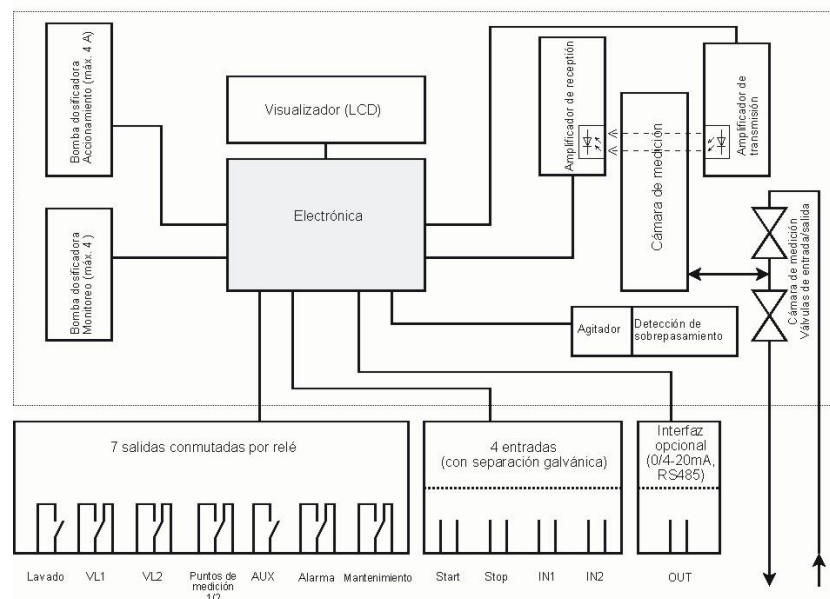 Bomba dosificadora
Accionamiento (máx. 4 A)
Visualizador (LCD)
Amplificador de receptión
Cámara de medición
Amplificador de
transmisión
Electrónica
Bomba dosificadora
Monitoreo (máx. 4 )
Cámara de medición
Válvulas de entrada/salida
Agitador
Detección de
sobrepasamiento
7 salidas conmutadas por relé
4 entradas
(con separación galvánica)
Interfaz
opcional
(0/4-20mA,
RS485)
Lavado
VL1
VL2
Puntos de
medición
1/2
AUX
Alarma
Mantenimiento
Start
Stop
IN1
IN2
OUT